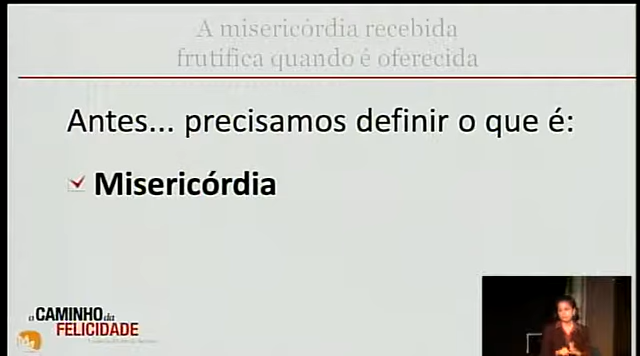 A misericórdia recebida
frutifica quando é oferecida
Antes... precisamos definir o que é:
Misericórdia
o CAMINHO da
FELICIDADE